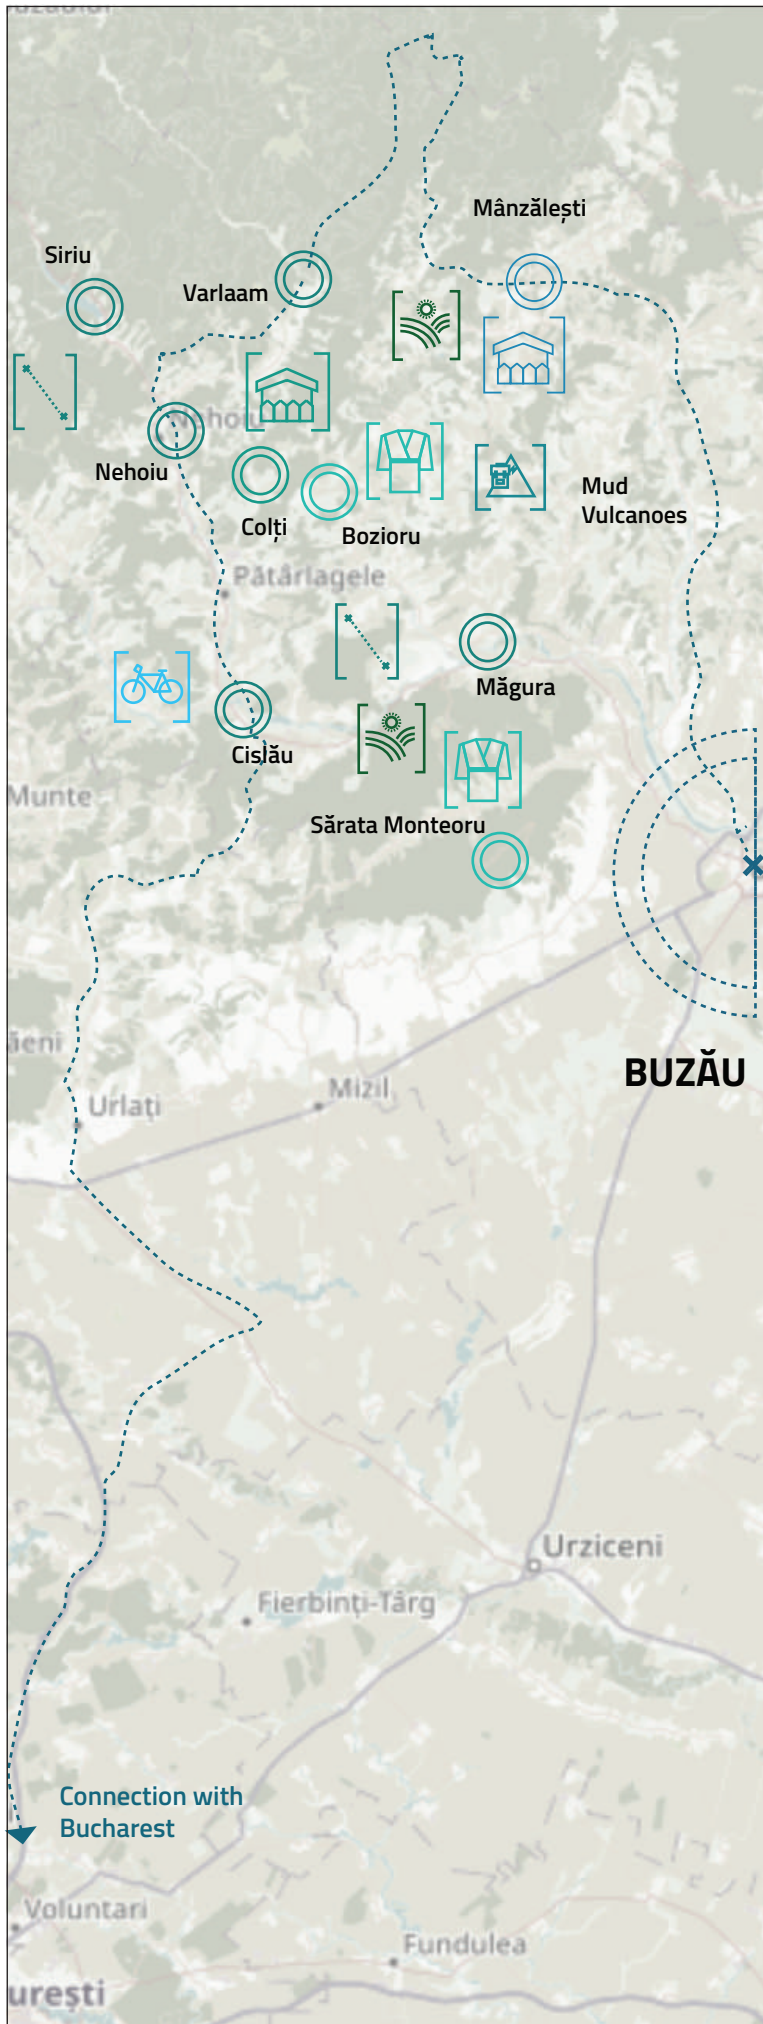 Mânzălești
Siriu
Varlaam
Nehoiu
Nehoiu
Colți
Bozioru
Mud
Vulcanoes
Pătârlagele
Măgura
Cislău
Munte
Sărata Monteoru
BUZĂU
Mizil
Urlați
Urziceni
Fierbinți-Târg
Connection with
Bucharest
Voluntari
Fundulea
urești